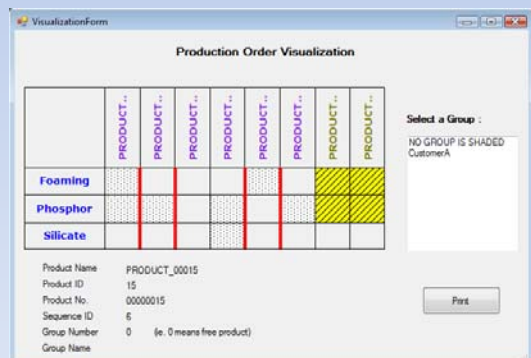 VisualizationForm
Production Order Visualization
PRODUCT.. PRODUCT.. PRODUCT.. PRODUCT.. PRODUCT.. PRODUCT.. PRODUCT.. PRODUCT..
Select a Group :
NO GROUP IS SHADED
CustomerA
Foaming
Phosphor
Silicate
Product Name PRODUCT_00015
Product ID 15
Product No. 00000015
Sequence ID 6
Group Number 0 (ie. 0 means free product)
Group Name
Print